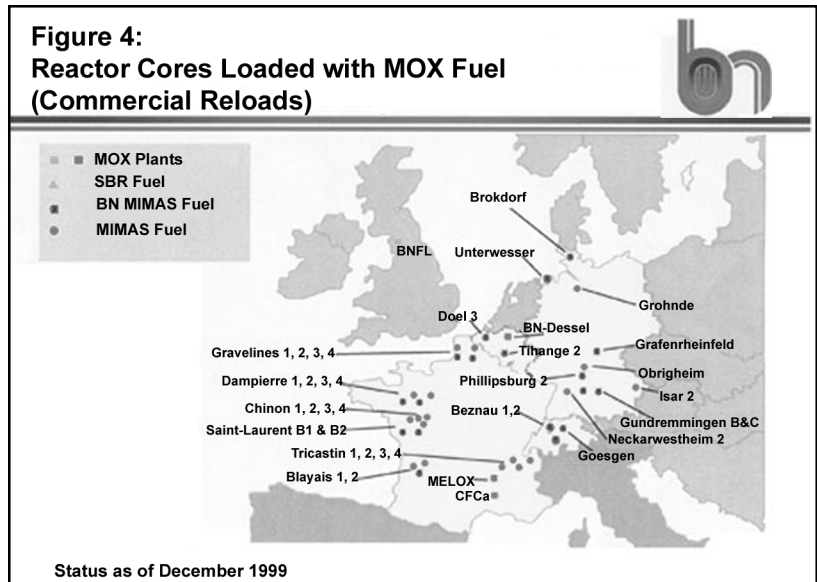 Figure 4:
Reactor Cores Loaded with MOX Fuel
(Commercial Reloads)
bn
MOX Plants
SBR Fuel
BN MIMAS Fuel
MIMAS Fuel
Brokdorf
BNFL
Unterwesser
Grohnde
Doel 3
BN-Dessel
Gravelines 1, 2, 3, 4
Tihange 2
Grafenrheinfeld
Dampierre 1, 2, 3, 4
Phillipsburg 2
Obrigheim
Isar 2
Chinon 1, 2, 3, 4
Beznau 1,2
Gundremmingen B&C
Saint-Laurent B1 & B2
Neckarwestheim 2
Goesgen
Tricastin 1, 2, 3, 4
Blayais 1, 2
MELOX
CFCa
Status as of December 1999